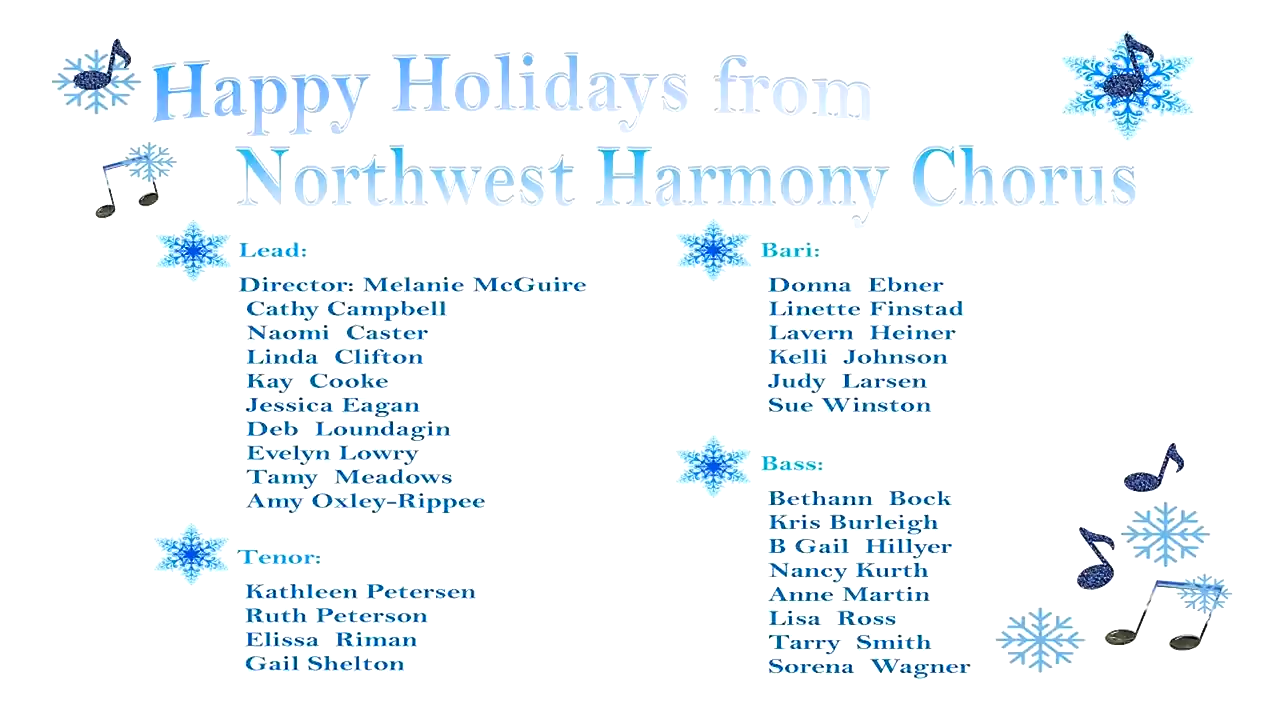 Happy Holidays from
Northwest Harmony Chorus
Lead:
Director: Melanie McGuire
Cathy Campbell
Naomi Caster
Linda Clifton
Kay Cooke
Jessica Eagan
Deb Loundagin
Evelyn Lowry
Tamy Meadows
Amy Oxley-Rippee
Tenor:
Kathleen Petersen
Ruth Peterson
Elissa Riman
Gail Shelton
Bari:
Donna Ebner
Linette Finstad
Lavern Heiner
Kelli Johnson
Judy Larsen
Sue Winston
Bass:
Bethann Bock
Kris Burleigh
B Gail Hillyer
Nancy Kurth
Anne Martin
Lisa Ross
Tarry Smith
Sorena Wagner